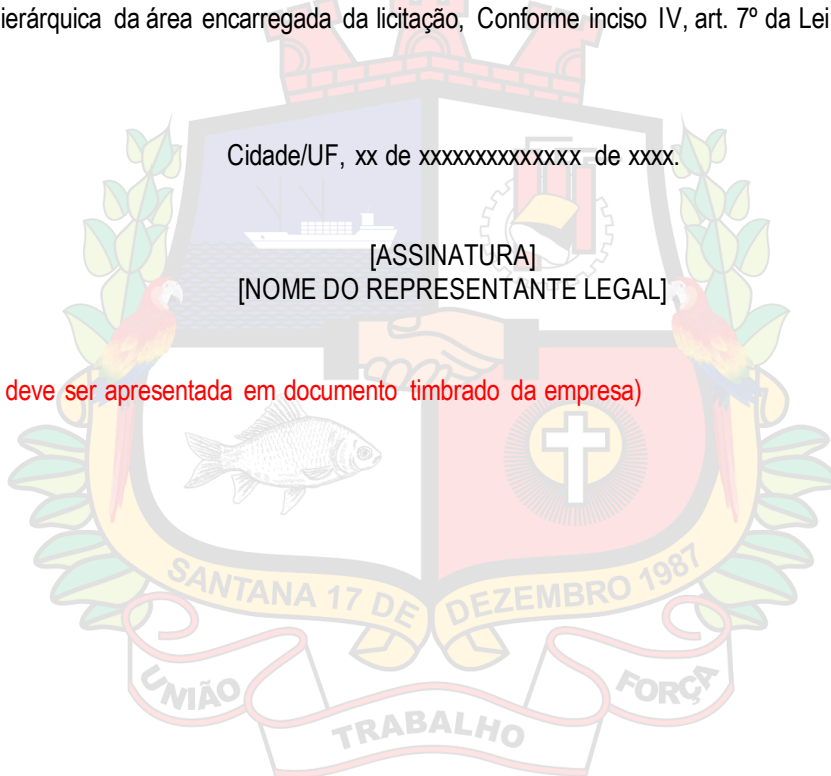 ierárquica da área encarregada da licitação, Conforme inciso IV, art. 7º da Lei
Cidade/UF, xx de xxxxxxxxxxxxxx de xxxx.
[ASSINATURA]
[NOME DO REPRESENTANTE LEGAL]
deve ser apresentada em documento timbrado da empresa)
SANTANA 17 DE DEZEMBRO 1987
UNIÃO TRABALHO FORÇA